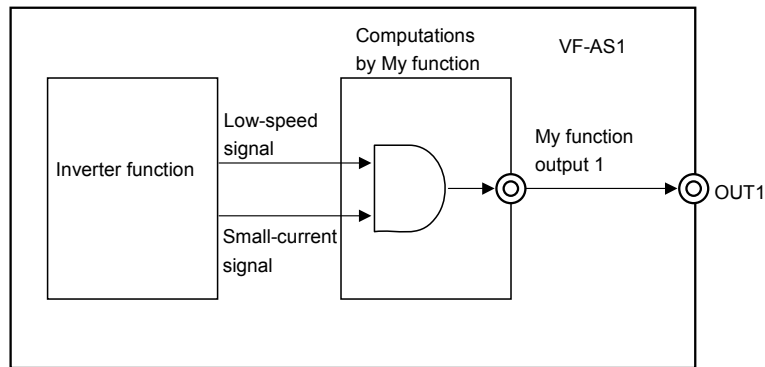 Computations
by My function
VF-AS1
Low-speed
signal
Inverter function
My function
output 1
OUT1
Small-current
signal